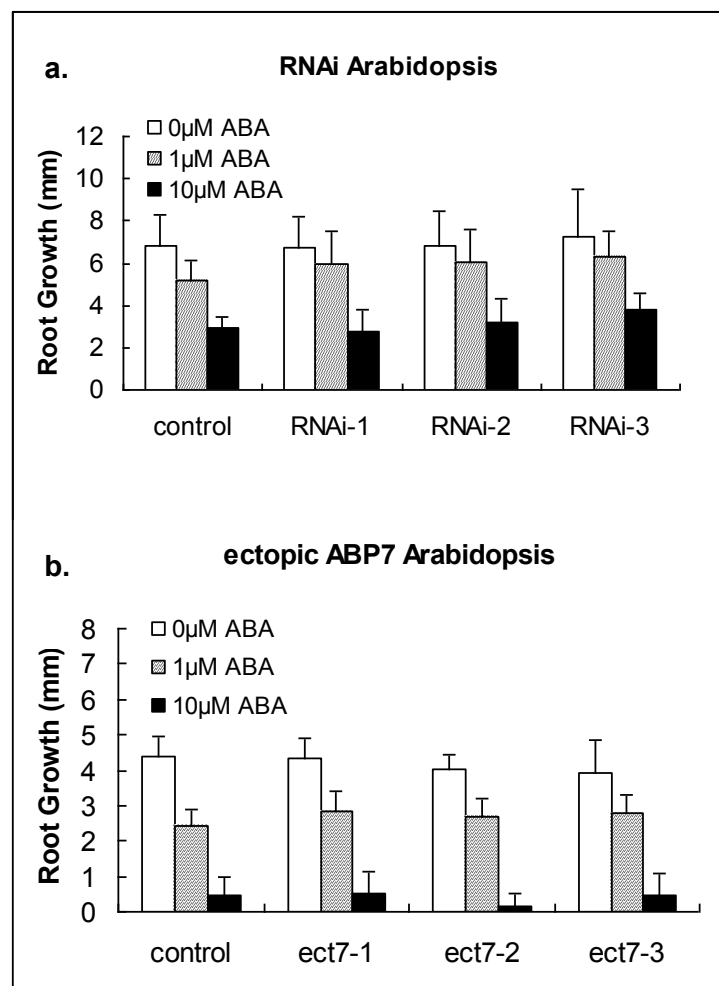 a.
RNAi Arabidopsis
0µM ABA
1µM ABA
10µM ABA
Root Growth (mm)
12
10
8
6
4
2
0
control RNAi-1 RNAi-2 RNAi-3
b.
ectopic ABP7 Arabidopsis
0µM ABA
1µM ABA
10µM ABA
Root Growth (mm)
8
7
6
5
4
3
2
1
0
control ect7-1 ect7-2 ect7-3